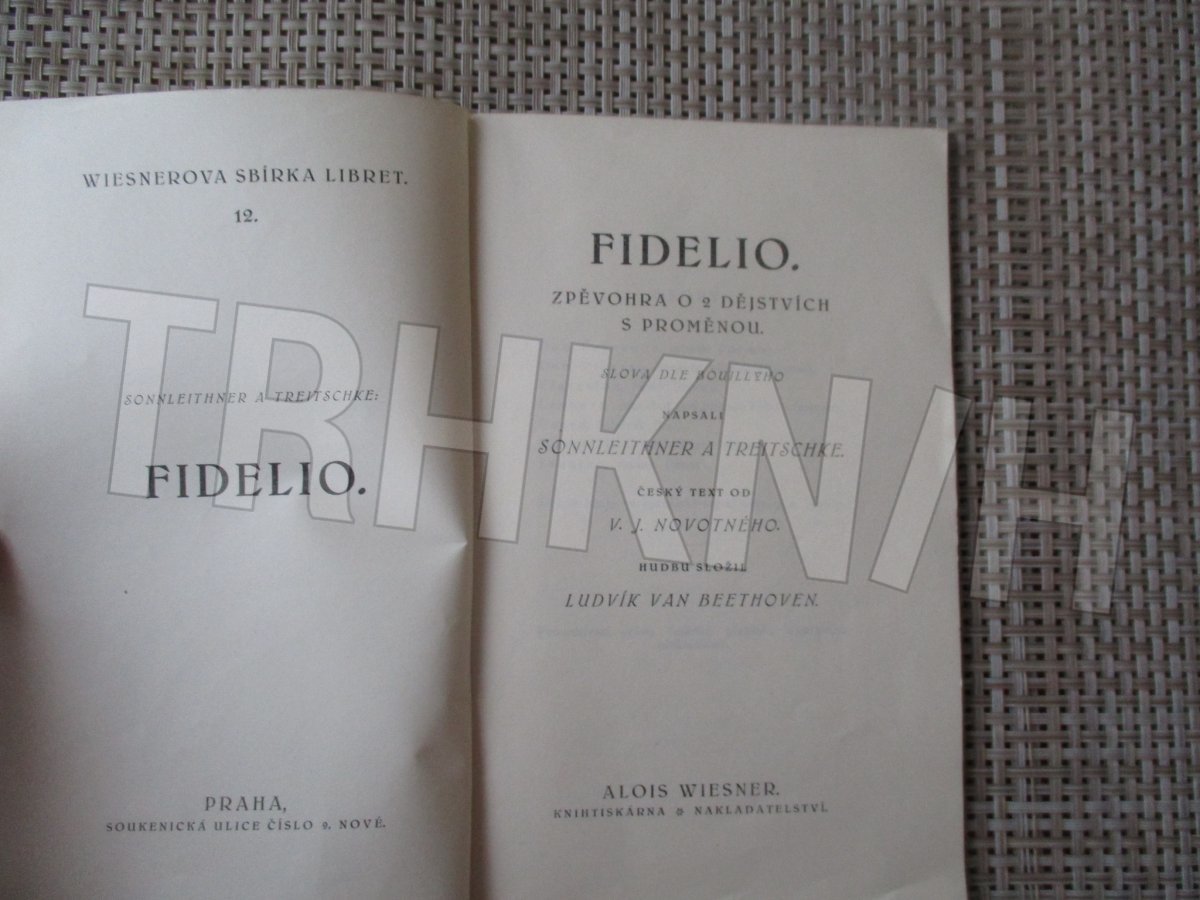 WIESNEROVA SBÍRKA LIBRET.
12.
SONNLEITHNER A TREITSCHKE:
FIDELIO.
PRAHA,
SOUKENICKÁ ULICE ČÍSLO 9, NOVÉ.
FIDELIO.
ZPĚVOHRA O 2 DĚJSTVÍCH
S PROMĚNOU.
SLOVA DLE BOUILLYHO
NAPSALI
SONNLEITHNER A TREITSCHKE.
ČESKÝ TEXT OD
V. J. NOVOTNÉHO.
HUDBU SLOŽIL
LUDVÍK VAN BEETHOVEN.
ALOIS WIESNER.
KNIHTISKÁRNA NAKLADATELSTVÍ.
TRHKNIH